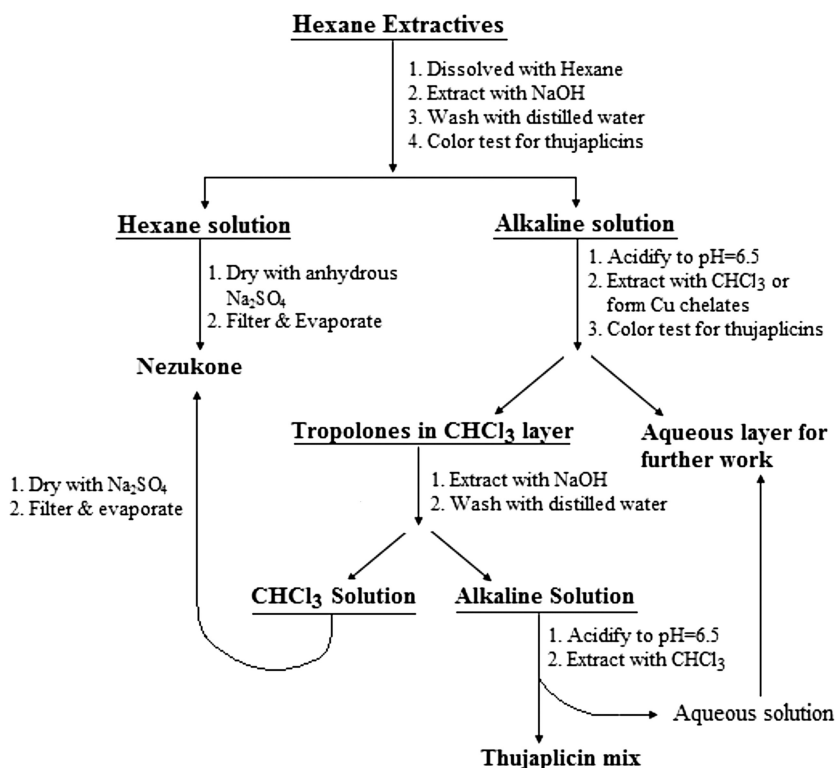 Hexane Extractives
1. Dissolved with Hexane
2. Extract with NaOH
3. Wash with distilled water
4. Color test for thujaplicins
Hexane solution
Alkaline solution
1. Dry with anhydrous
Na₂SO₄
2. Filter & Evaporate
1. Acidify to pH=6.5
2. Extract with CHCl₃ or
form Cu chelates
3. Color test for thujaplicins
Nezukone
Tropolones in CHCl₃ layer
Aqueous layer for
further work
1. Dry with Na₂SO₄
2. Filter & evaporate
1. Extract with NaOH
2. Wash with distilled water
CHCl₃ Solution
Alkaline Solution
1. Acidify to pH=6.5
2. Extract with CHCl₃
Aqueous solution
Thujaplicin mix